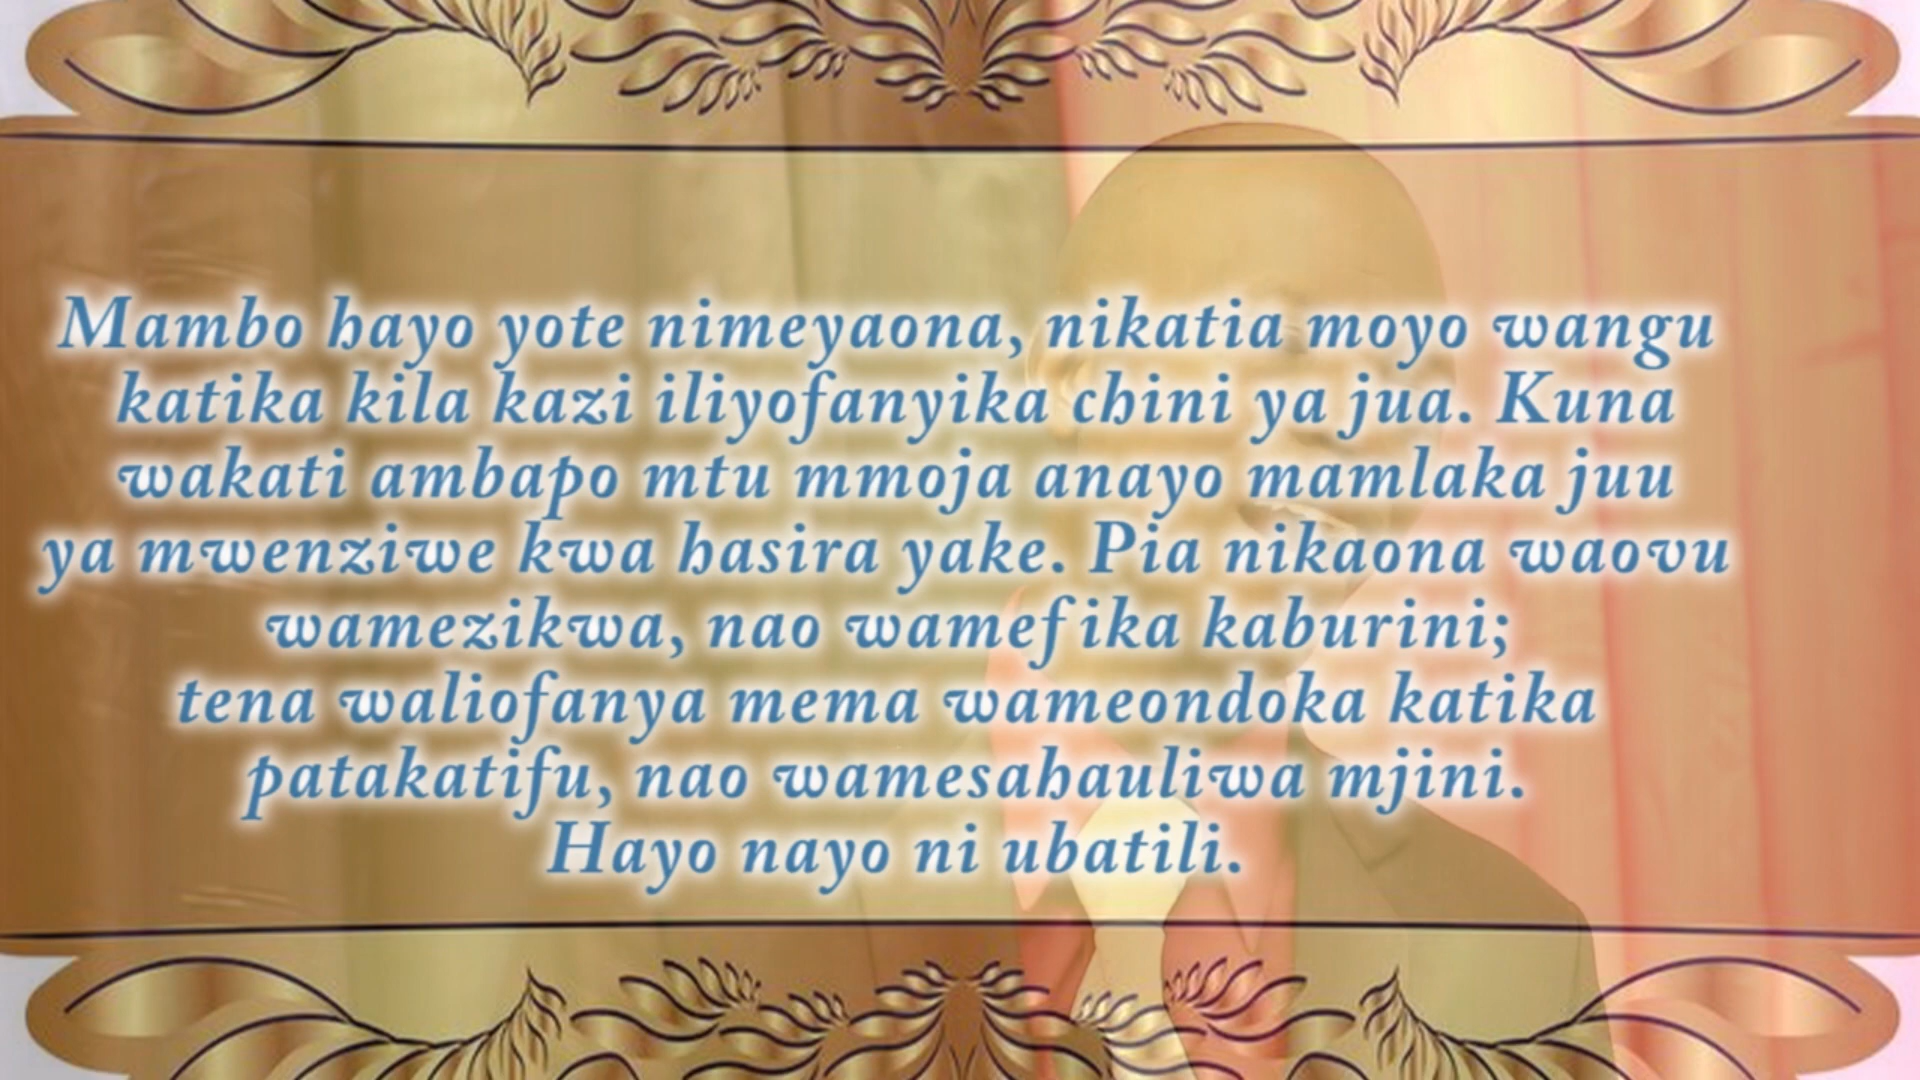 Mambo hayo yote nimeyaona, nikatia moyo wangu
katika kila kazi iliyofanyika chini ya jua. Kuna
wakati ambapo mtu mmoja anayo mamlaka juu
ya mwenziwe kwa hasira yake. Pia nikaona waovu
wamezikwa, nao wamefika kaburini;
tena waliofanya mema wameondoka katika
patakatifu, nao wamesahauliwa mjini.
Hayo nayo ni ubatili.